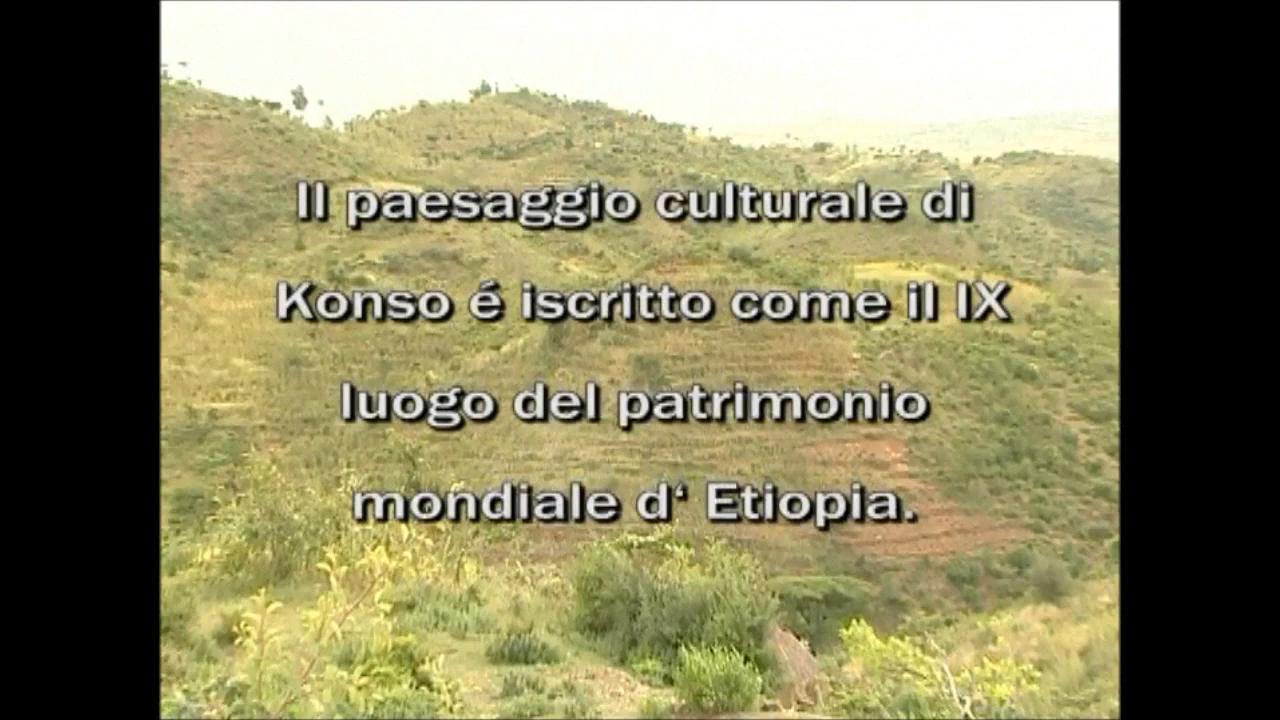 Il paesaggio culturale di
Konso é iscritto come il IX
luogo del patrimonio
mondiale d‘ Etiopia.